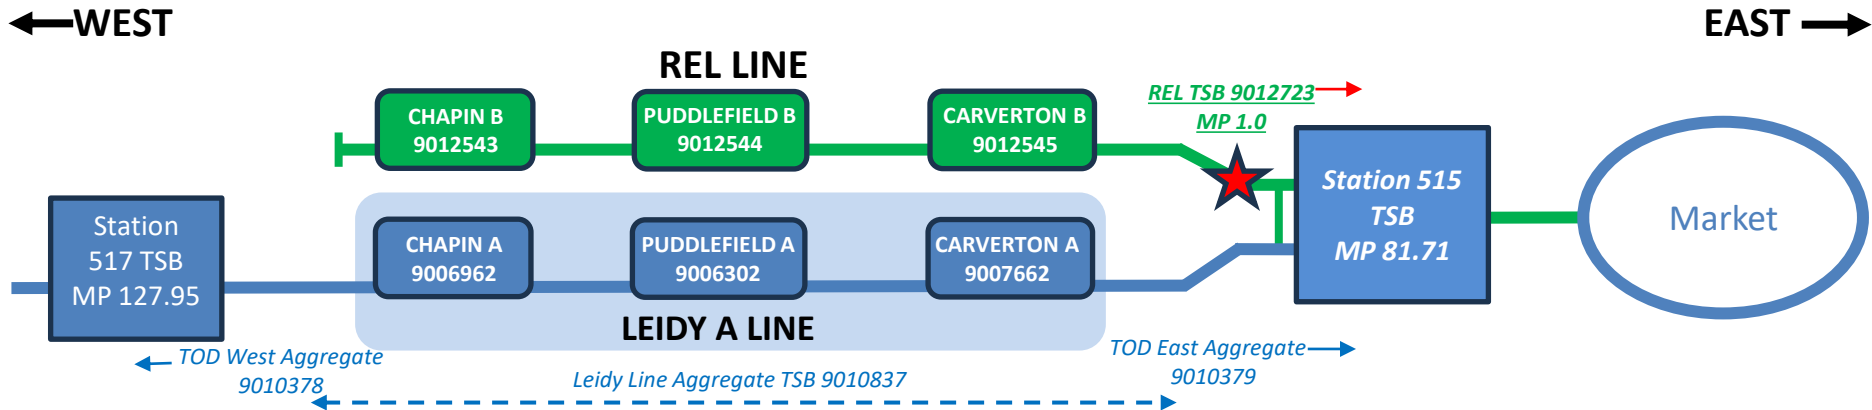 WEST
EAST
REL LINE
REL TSB 9012723
MP 1.0
CHAPIN B
9012543
PUDDLEFIELD B
9012544
CARVERTON B
9012545
Station
517 TSB
MP 127.95
CHAPIN A
9006962
PUDDLEFIELD A
9006302
CARVERTON A
9007662
Station 515
TSB
MP 81.71
Market
LEIDY A LINE
TOD West Aggregate
9010378
Leidy Line Aggregate TSB 9010837
TOD East Aggregate
9010379